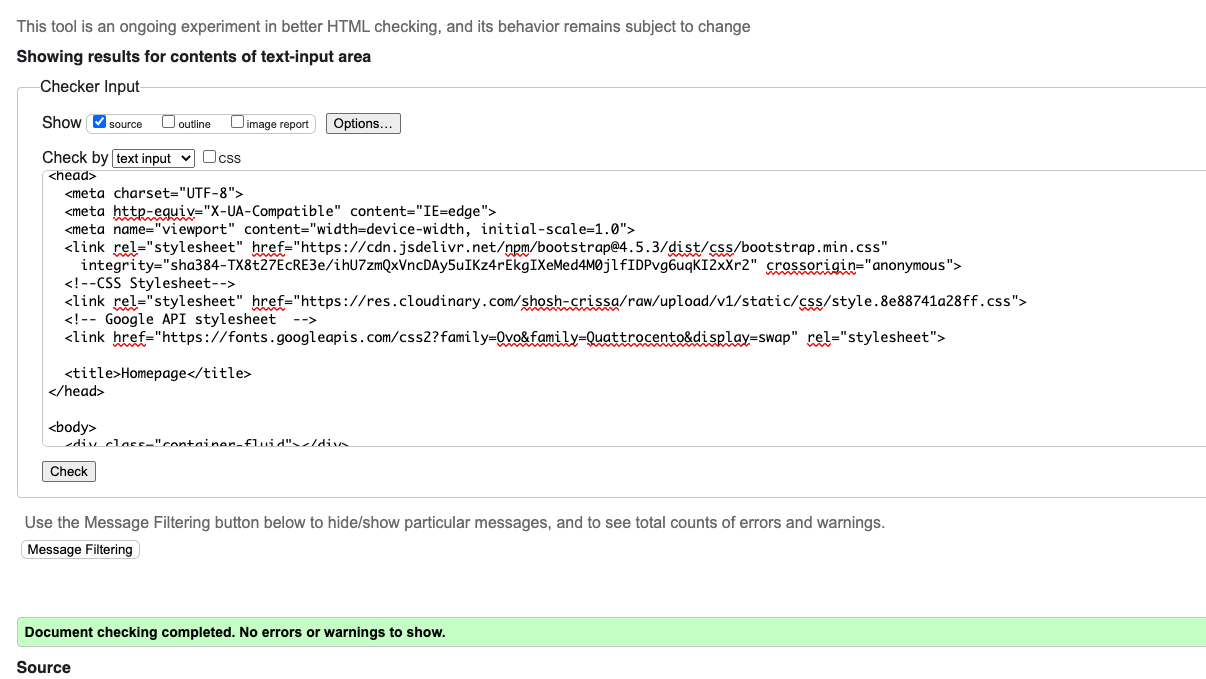 This tool is an ongoing experiment in better HTML checking, and its behavior remains subject to change
Showing results for contents of text-input area
Checker Input
Show source outline image report Options...
Check by text input css
<head>
<meta charset="UTF-8">
<meta http-equiv="X-UA-Compatible" content="IE=edge">
<meta name="viewport" content="width=device-width, initial-scale=1.0">
<link rel="stylesheet" href="https://cdn.jsdelivr.net/npm/bootstrap@4.5.3/dist/css/bootstrap.min.css"
integrity="sha384-TX8t27EcRE3e/ihU7zmQxVncDAy5uIKz4rEkgIXeMed4M0jlfIDPvg6uqKI2xXr2" crossorigin="anonymous">
<!--CSS Stylesheet-->
<link rel="stylesheet" href="https://res.cloudinary.com/shosh-crissa/raw/upload/v1/static/css/style.8e88741a28ff.css">
<!-- Google API stylesheet  -->
<link href="https://fonts.googleapis.com/css2?family=Ovo&family=Quattrocento&display=swap" rel="stylesheet">
<title>Homepage</title>
</head>
<body>
<div class="container-fluid"></div>
Check
Use the Message Filtering button below to hide/show particular messages, and to see total counts of errors and warnings.
Message Filtering
Document checking completed. No errors or warnings to show.
Source